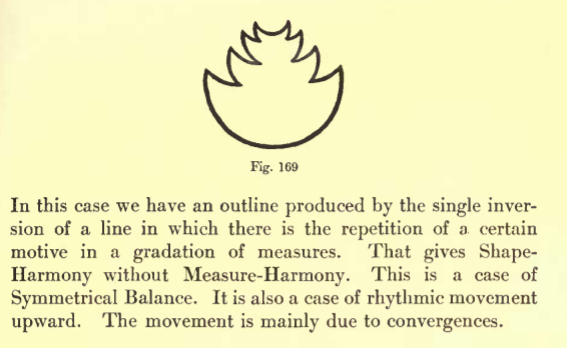 Fig. 169
In this case we have an outline produced by the single inver-
sion of a line in which there is the repetition of a certain
motive in a gradation of measures. That gives Shape-
Harmony without Measure-Harmony. This is a case of
Symmetrical Balance. It is also a case of rhythmic movement
upward. The movement is mainly due to convergences.